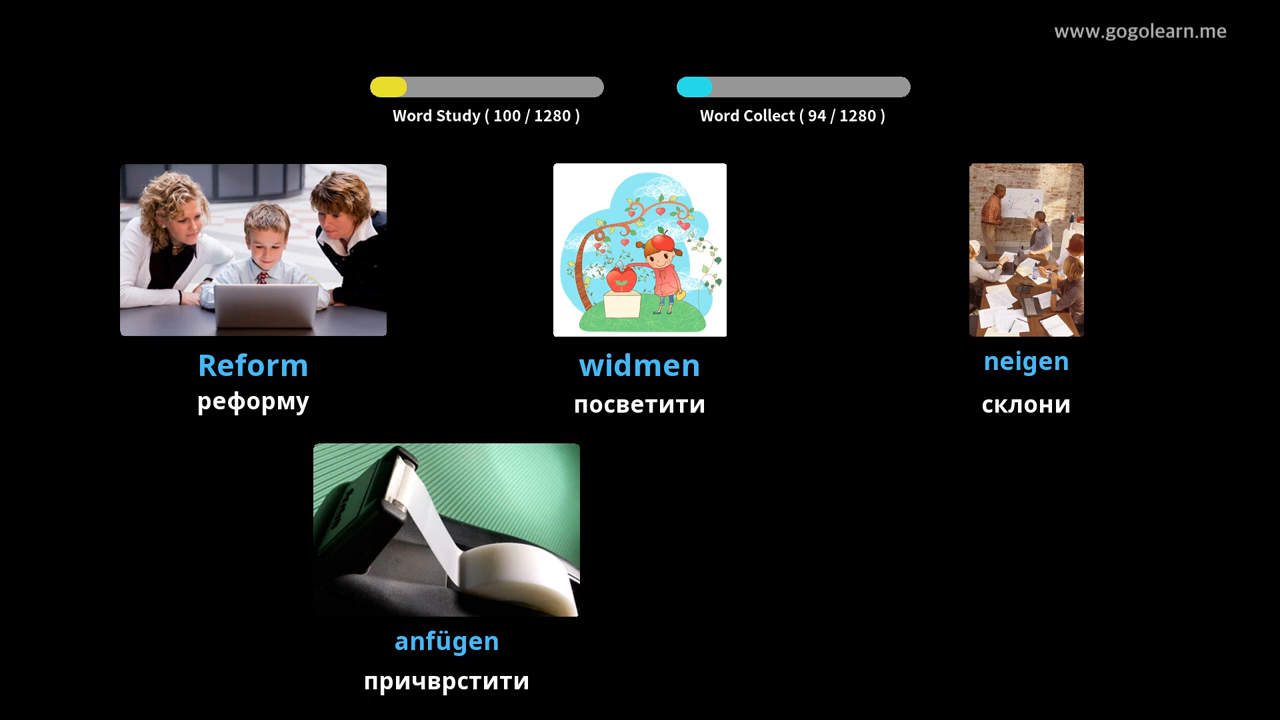 www.gogolearn.me
Word Study ( 100 / 1280 )
Word Collect ( 94 / 1280 )
Reform
реформу
widmen
посветити
neigen
склони
anfügen
причврстити